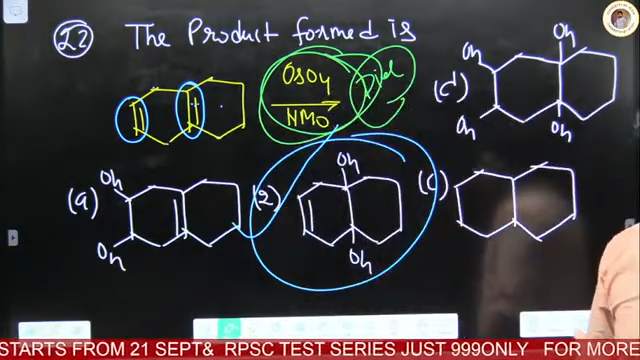 22 The Product formed is
OsO4
NMO
Diol
(a) OH
OH
(2) OH
OH
(c)
(d) OH OH
OH OH
STARTS FROM 21 SEPT& RPSC TEST SERIES JUST 999ONLY FOR MORE